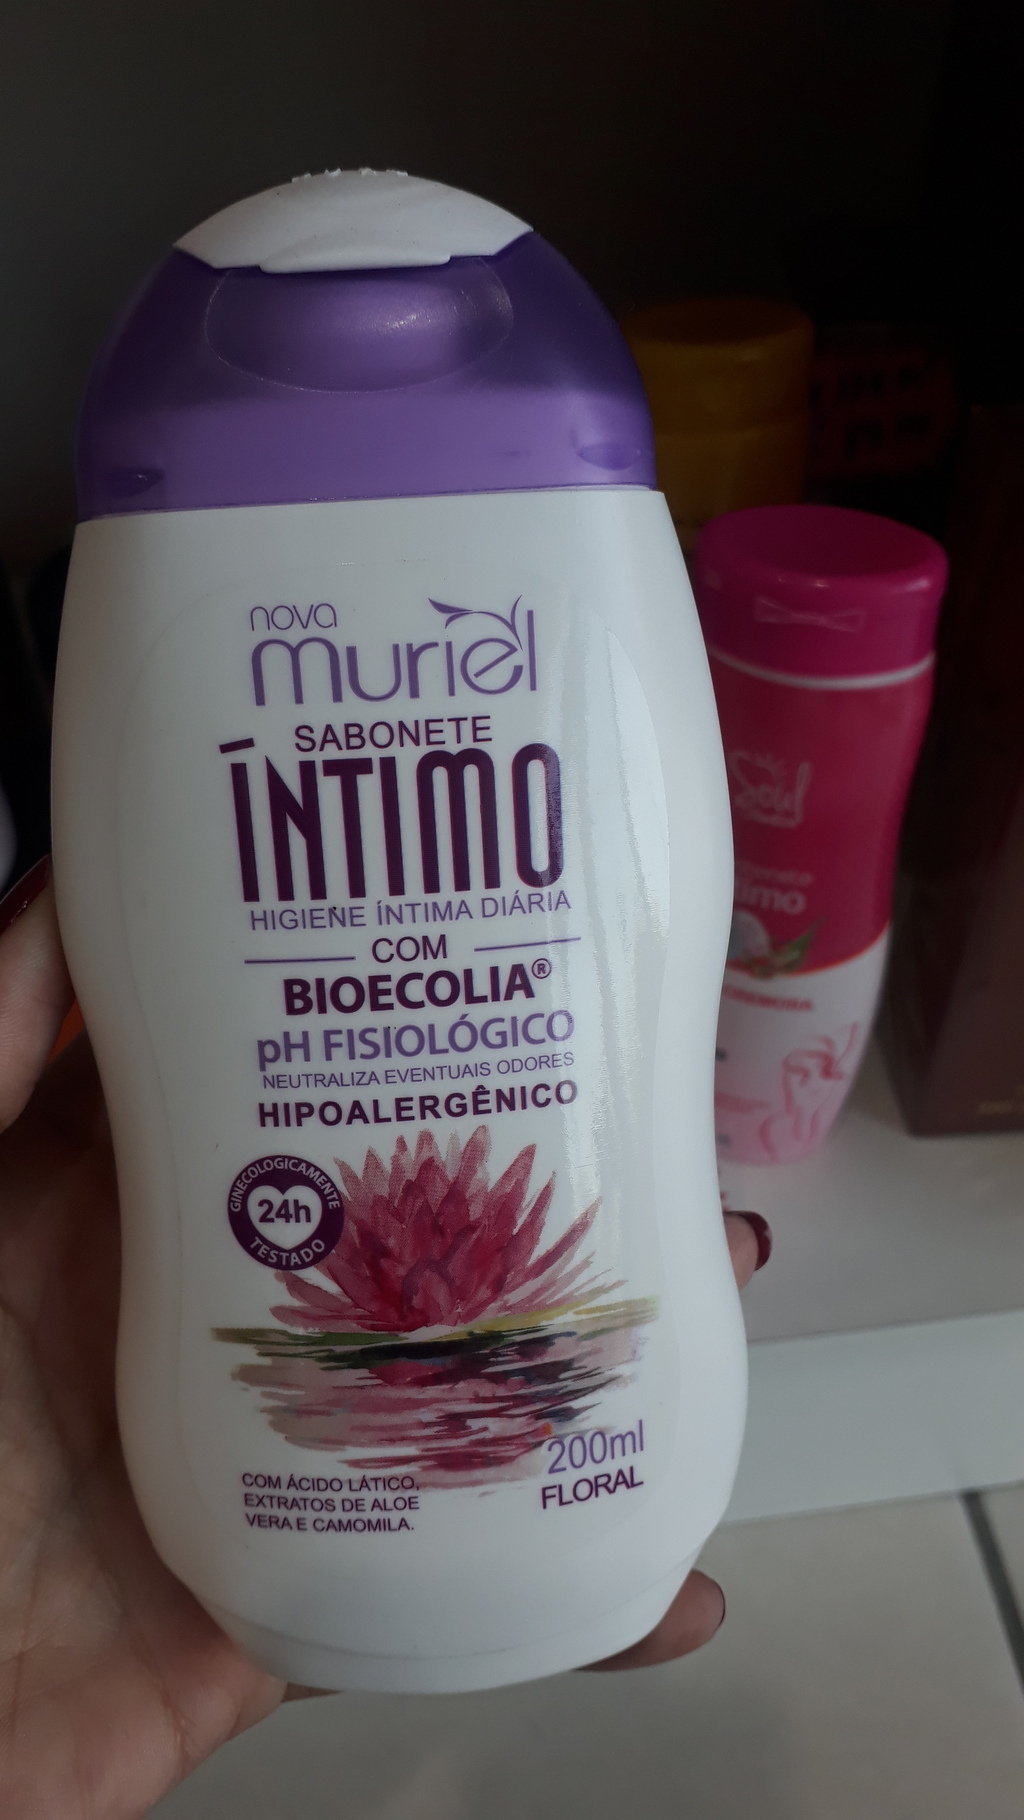 nova
muriel
SABONETE
ÍNTIMO
HIGIENE ÍNTIMA DIÁRIA
COM
BIOECOLIA®
pH FISIOLÓGICO
NEUTRALIZA EVENTUAIS ODORES
HIPOALERGÊNICO
GINECOLOGICAMENTE
24h
TESTADO
200ml
FLORAL
COM ÁCIDO LÁTICO,
EXTRATOS DE ALOE
VERA E CAMOMILA.
Soul